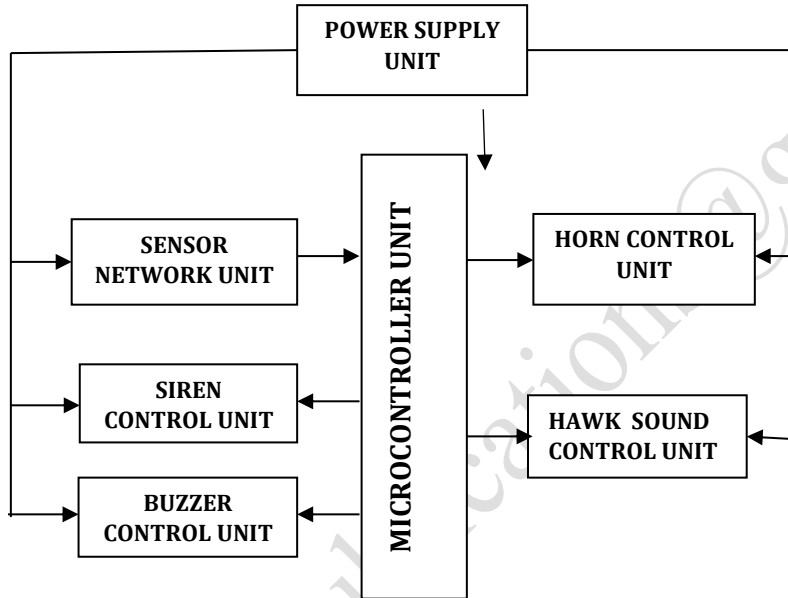 POWER SUPPLY
UNIT
MICROCONTROLLER UNIT
SENSOR
NETWORK UNIT
HORN CONTROL
UNIT
SIREN
CONTROL UNIT
HAWK SOUND
CONTROL UNIT
BUZZER
CONTROL UNIT